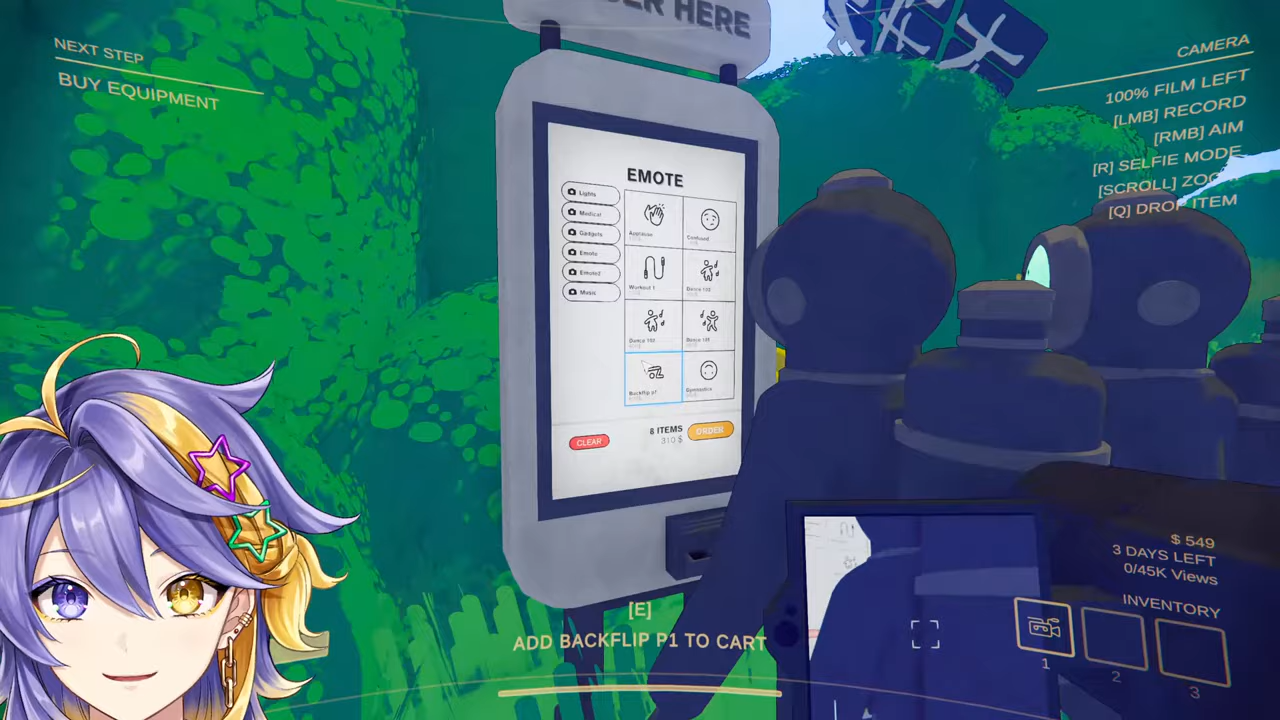 DER HERE
NEXT STEP
BUY EQUIPMENT
CAMERA
100% FILM LEFT
[LMB] RECORD
[RMB] AIM
[R] SELFIE MODE
[SCROLL] ZOO
[Q] DROP ITEM
EMOTE
Lights
Medical
Gadgets
Emote
Emote2
Music
Applause
Confused
Workout 1
Dance 103
Dance 102
Dance 101
Backflip p1
Gymnastics
CLEAR
8 ITEMS
310 $
ORDER
[E]
ADD BACKFLIP P1 TO CART
$ 549
3 DAYS LEFT
0/45K Views
INVENTORY
1
2
3